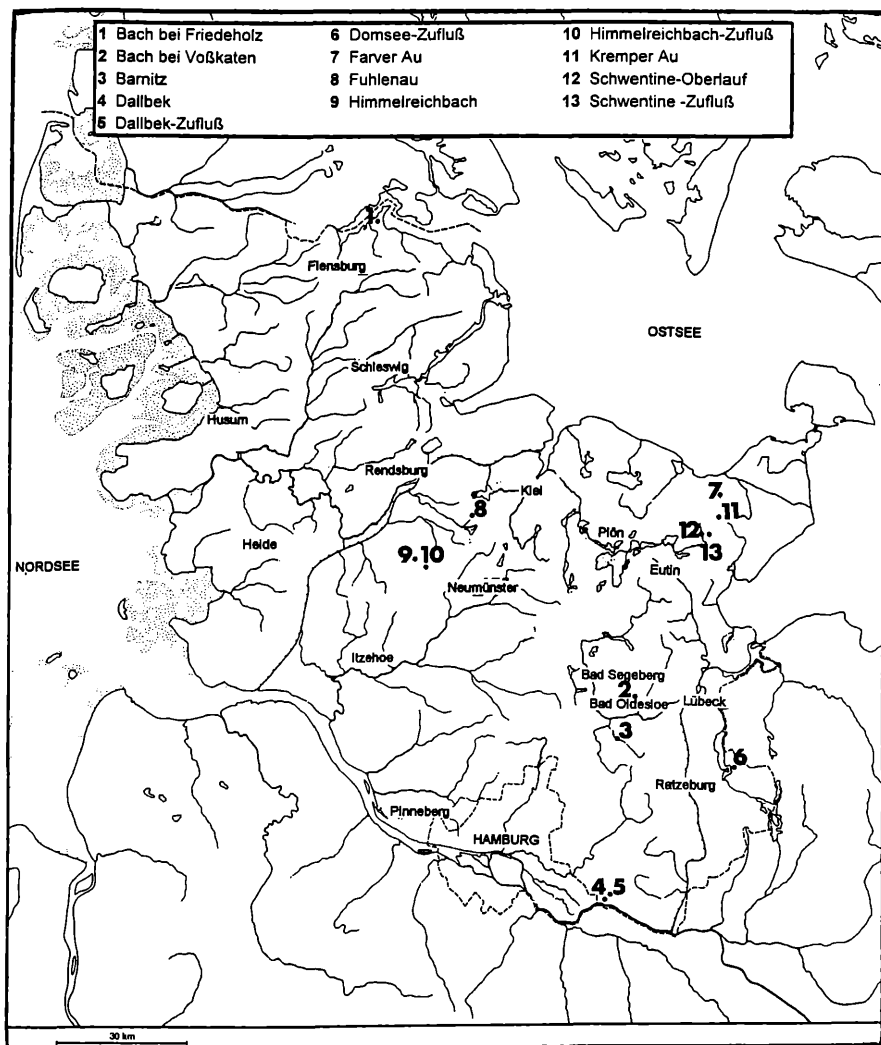 1 Bach bei Friedeholz
2 Bach bei Voßkaten
3 Barnitz
4 Dallbek
5 Dallbek-Zufluß
6 Domsee-Zufluß
7 Farver Au
8 Fuhlenau
9 Himmelreichbach
10 Himmelreichbach-Zufluß
11 Kremper Au
12 Schwentine-Oberlauf
13 Schwentine -Zufluß
1
Flensburg
OSTSEE
Schleswig
Husum
Rendsburg
Kiel
7
8
11
12
Plön
13
Heide
9 10
NORDSEE
Eutin
Neumünster
Itzehoe
Bad Segeberg
2
Bad Oldesloe
Lübeck
3
6
Ratzeburg
Pinneberg
HAMBURG
4 5
30 km